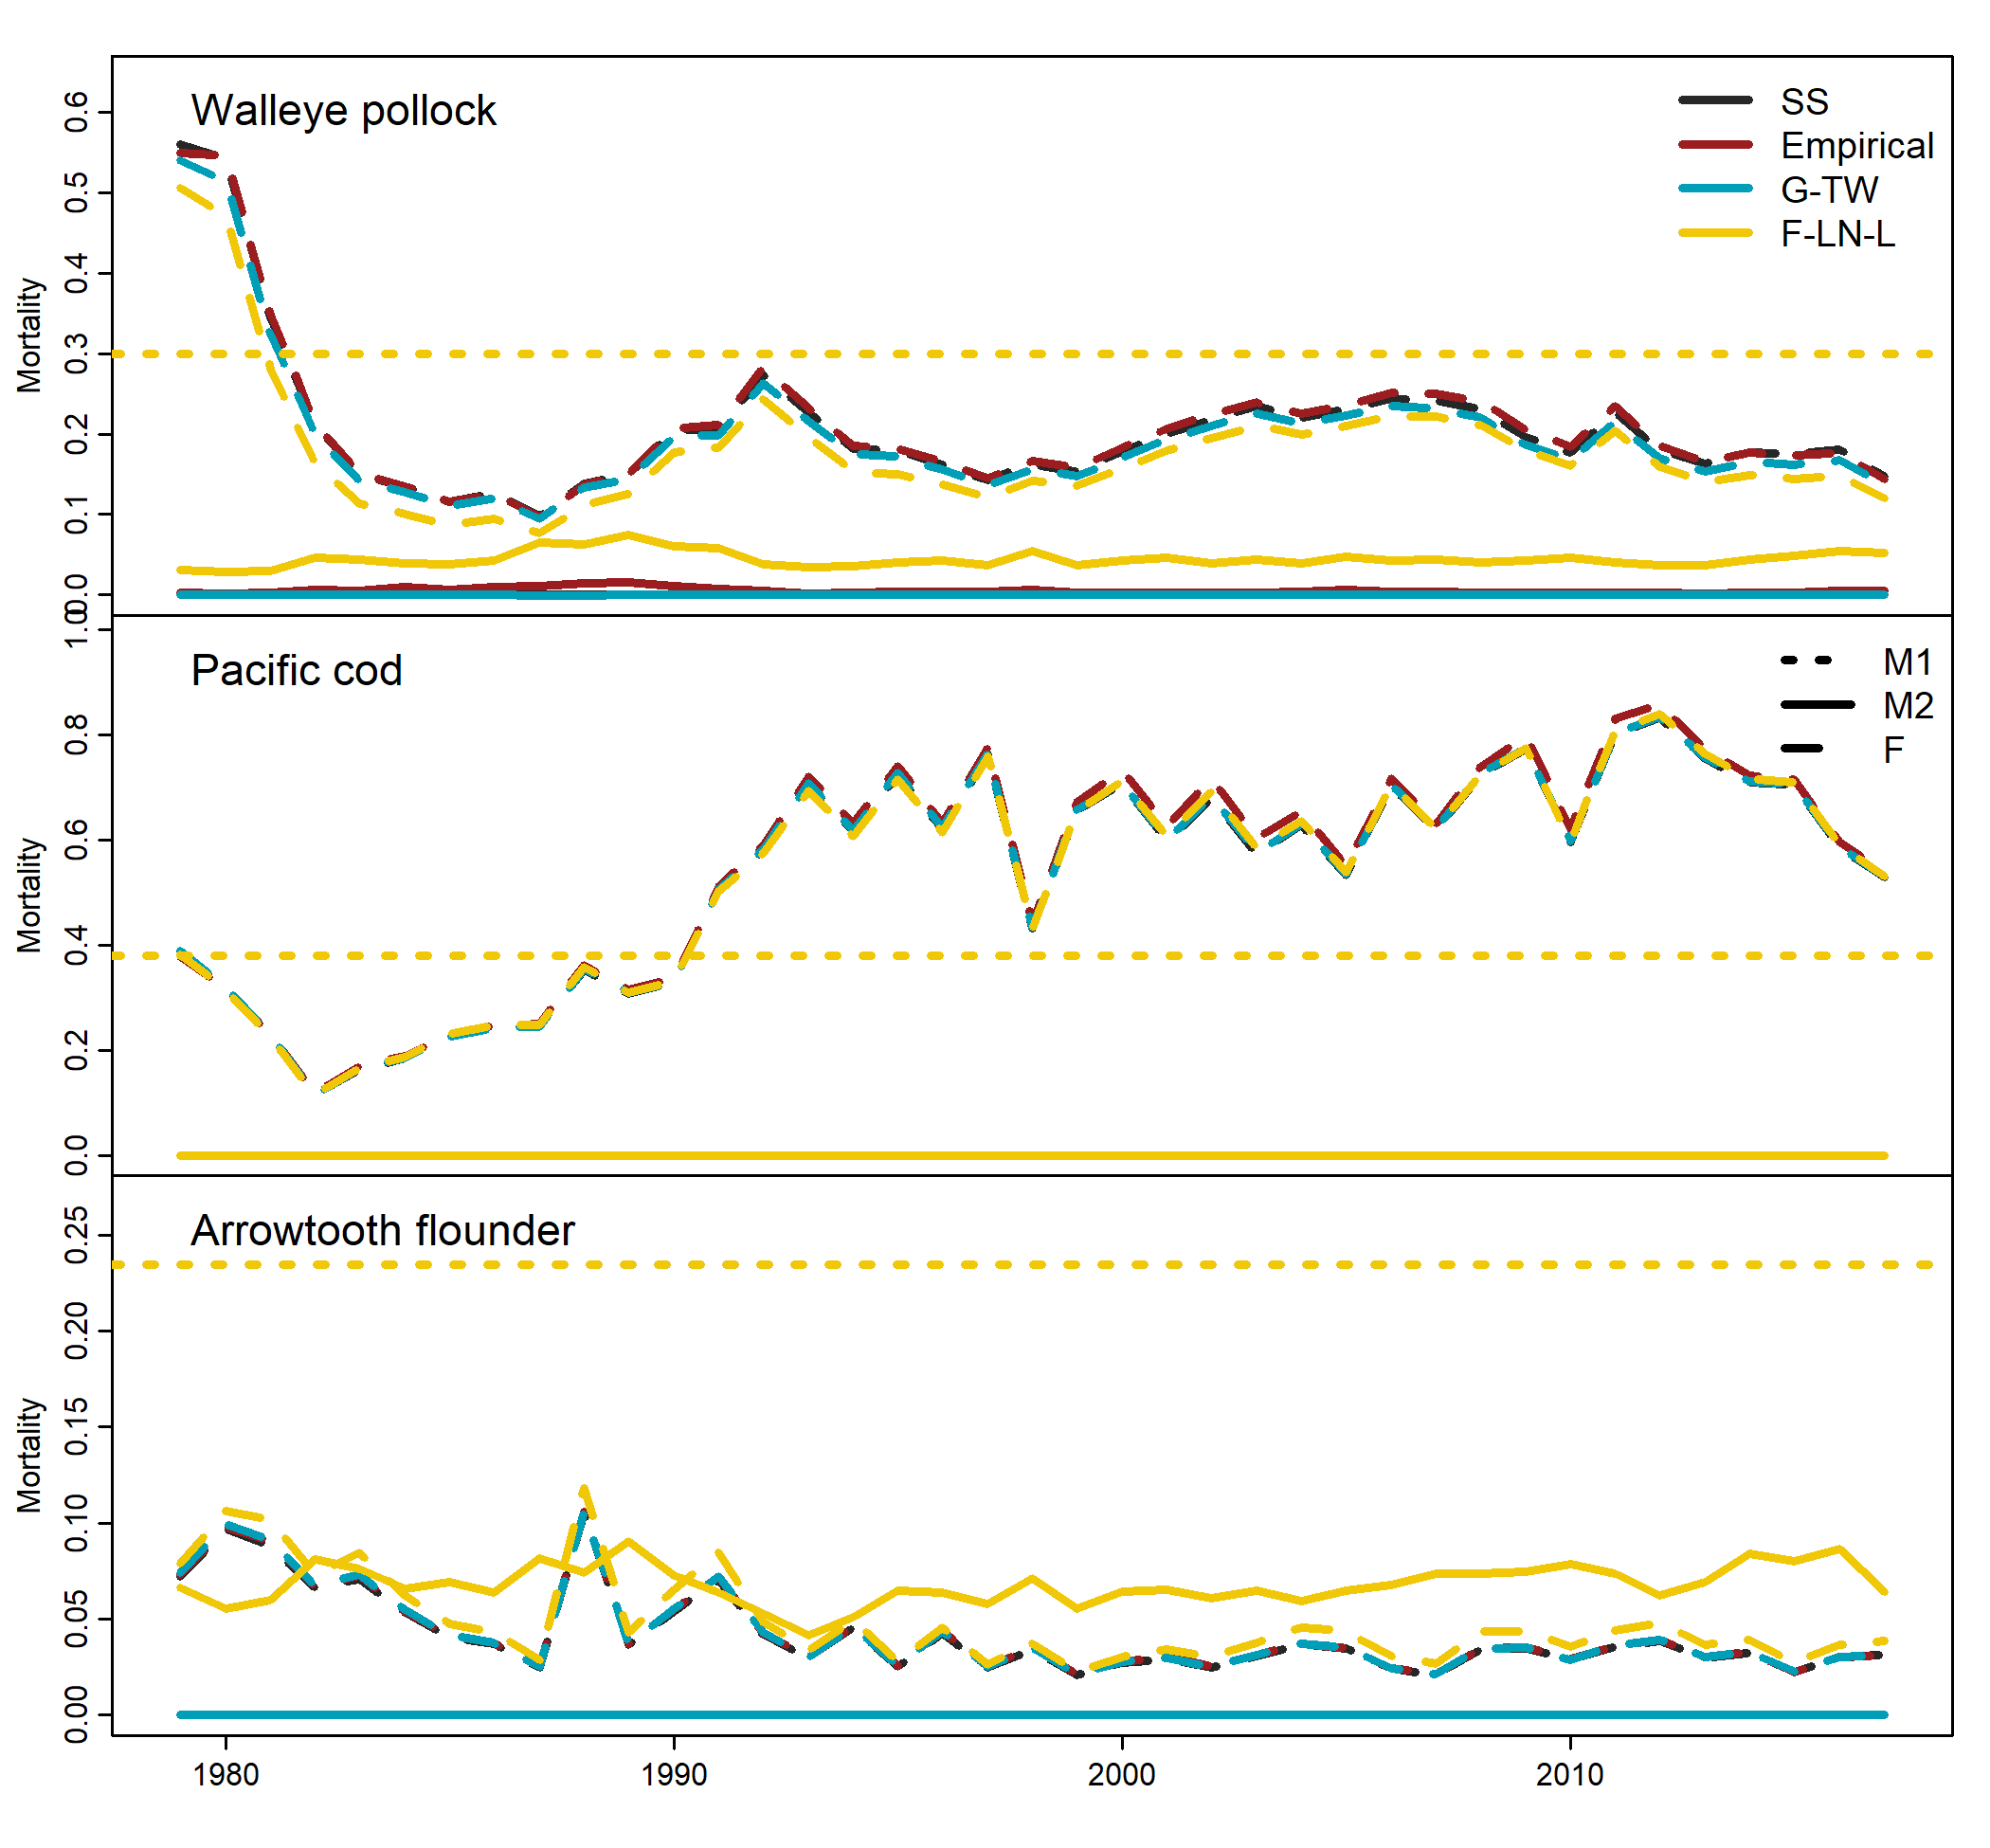 Walleye pollock
SS
Empirical
G-TW
F-LN-L
Mortality
0.6
0.5
0.4
0.3
0.2
0.1
0.0
Pacific cod
M1
M2
F
Mortality
1.0
0.8
0.6
0.4
0.2
0.0
Arrowtooth flounder
Mortality
0.25
0.20
0.15
0.10
0.05
0.00
1980 1990 2000 2010